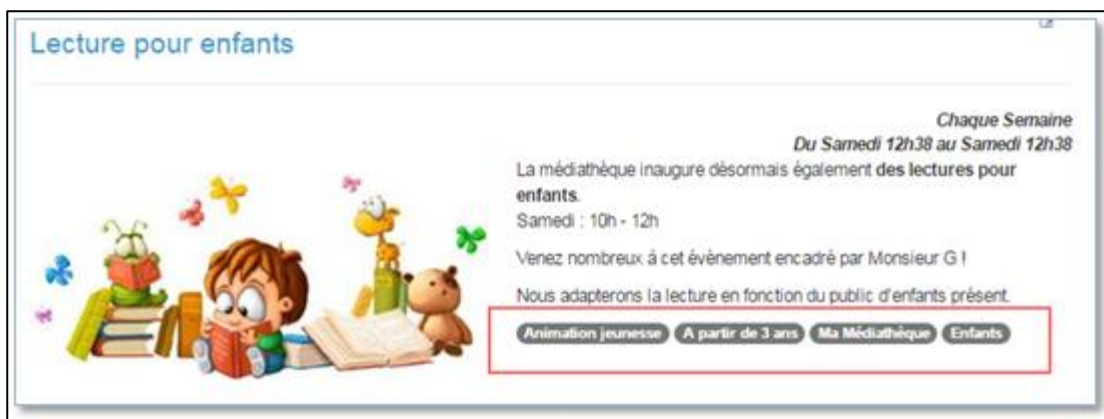 Lecture pour enfants
Chaque Semaine
Du Samedi 12h38 au Samedi 12h38
La médiathèque inaugure désormais également des lectures pour
enfants.
Samedi : 10h - 12h
Venez nombreux à cet évènement encadré par Monsieur G !
Nous adapterons la lecture en fonction du public d'enfants présent.
Animation jeunesse A partir de 3 ans Ma Médiathèque Enfants